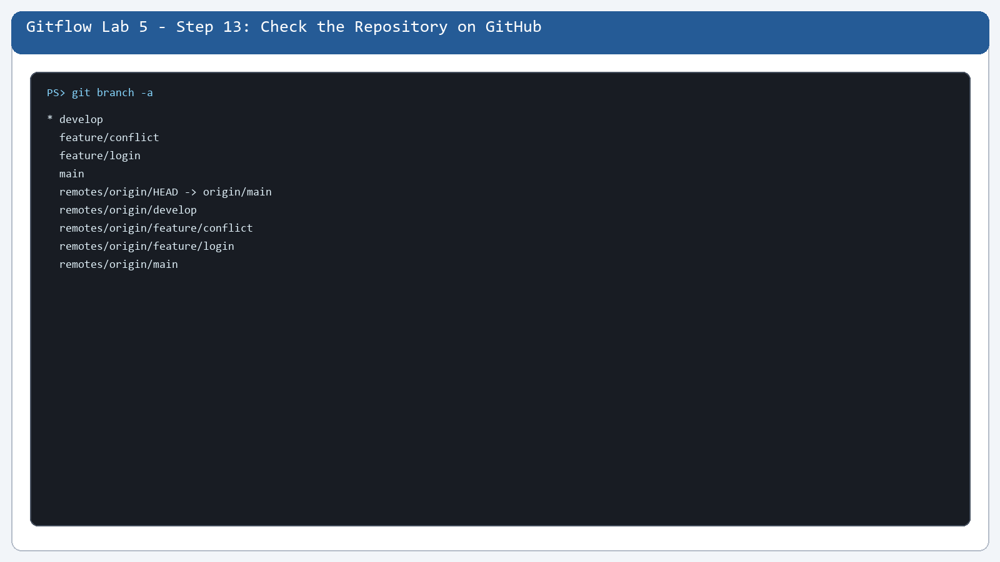 Gitflow Lab 5 - Step 13: Check the Repository on GitHub
PS> git branch -a
* develop
  feature/conflict
  feature/login
  main
  remotes/origin/HEAD -> origin/main
  remotes/origin/develop
  remotes/origin/feature/conflict
  remotes/origin/feature/login
  remotes/origin/main